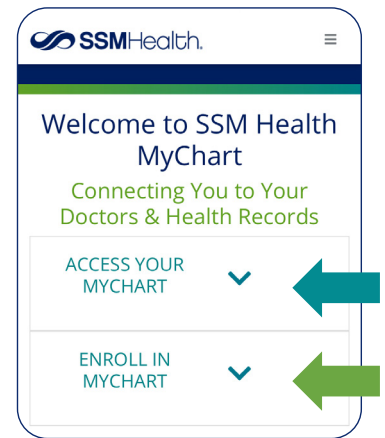 SSMHealth.
Welcome to SSM Health
MyChart
Connecting You to Your
Doctors & Health Records
ACCESS YOUR
MYCHART
ENROLL IN
MYCHART